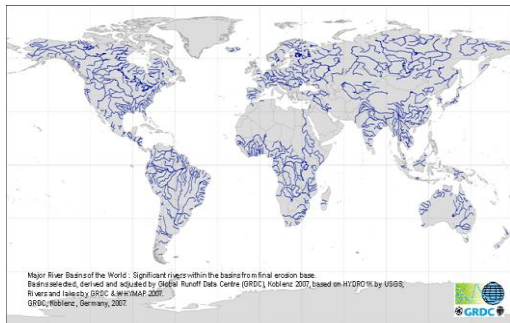 Major River Basins of the World : Significant rivers within the basins from final erosion base.
Basins selected, derived and adjusted by Global Runoff Data Centre (GRDC), Koblenz 2007, based on HYDRO1K by USGS;
Rivers and lakes by GRDC & WHYMAP 2007.
GRDC, Koblenz, Germany, 2007.
GRDC